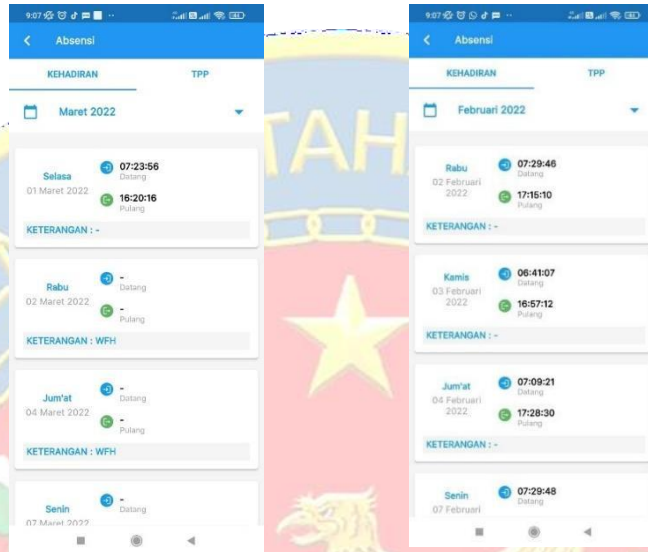 9:07
Absensi
KEHADIRAN TPP
Maret 2022
Selasa
01 Maret 2022
07:23:56
Datang
16:20:16
Pulang
KETERANGAN : -
Rabu
02 Maret 2022
-
Datang
-
Pulang
KETERANGAN : WFH
Jum'at
04 Maret 2022
-
Datang
-
Pulang
KETERANGAN : WFH
Senin
07 Maret 2022
-
Datang
9:07
Absensi
KEHADIRAN TPP
Februari 2022
Rabu
02 Februari
2022
07:29:46
Datang
17:15:10
Pulang
KETERANGAN : -
Kamis
03 Februari
2022
06:41:07
Datang
16:57:12
Pulang
KETERANGAN : -
Jum'at
04 Februari
2022
07:09:21
Datang
17:28:30
Pulang
KETERANGAN : -
Senin
07 Februari
07:29:48
Datang
TAH